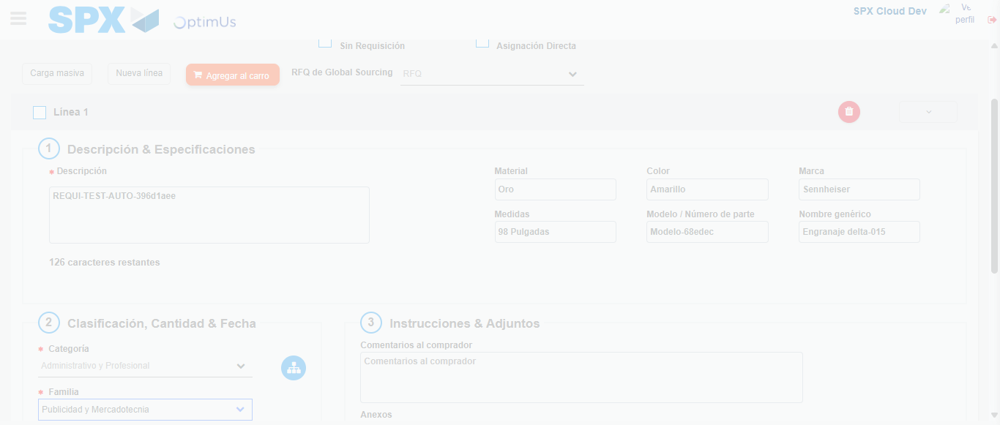 SPX OptimUs
SPX Cloud Dev
Ve
perfil
Sin Requisición
Asignación Directa
Carga masiva
Nueva línea
Agregar al carro
RFQ de Global Sourcing
RFQ
Línea 1
1 Descripción & Especificaciones
* Descripción
REQUI-TEST-AUTO-396d1aee
126 caracteres restantes
Material
Oro
Color
Amarillo
Marca
Sennheiser
Medidas
98 Pulgadas
Modelo / Número de parte
Modelo-68edec
Nombre genérico
Engranaje delta-015
2 Clasificación, Cantidad & Fecha
* Categoría
Administrativo y Profesional
* Familia
Publicidad y Mercadotecnia
3 Instrucciones & Adjuntos
Comentarios al comprador
Comentarios al comprador
Anexos